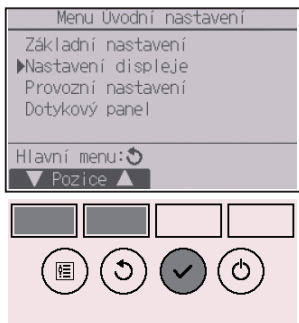 Menu Úvodní nastavení
Základní nastavení
▶Nastavení displeje
Provozní nastavení
Dotykový panel
Hlavní menu:↺
▼ Pozice ▲